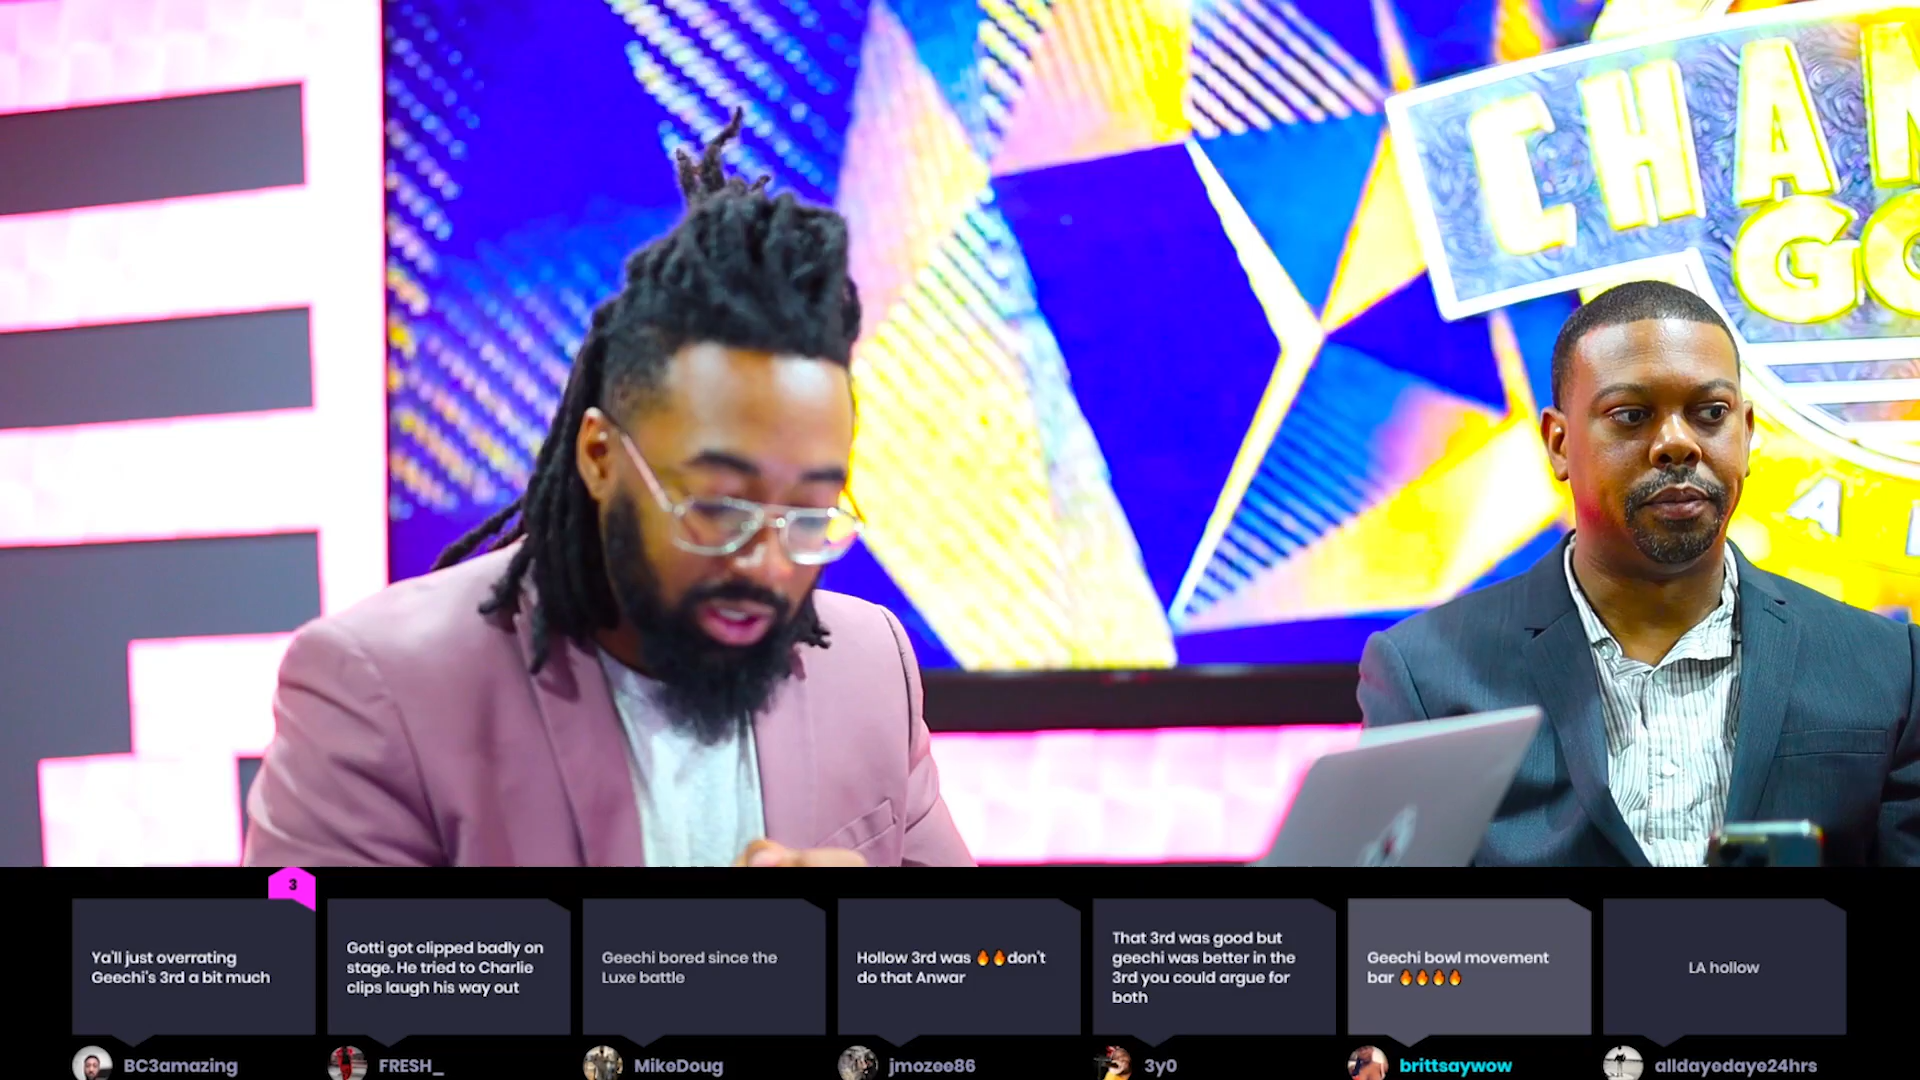 CHAM
GO
A
3
Ya'll just overrating
Geechi's 3rd a bit much
Gotti got clipped badly on
stage. He tried to Charlie
clips laugh his way out
Geechi bored since the
Luxe battle
Hollow 3rd was 🔥🔥don't
do that Anwar
That 3rd was good but
geechi was better in the
3rd you could argue for
both
Geechi bowl movement
bar 🔥🔥🔥🔥
LA hollow
BC3amazing
FRESH_
MikeDoug
jmozee86
3y0
brittsaywow
alldayedaye24hrs